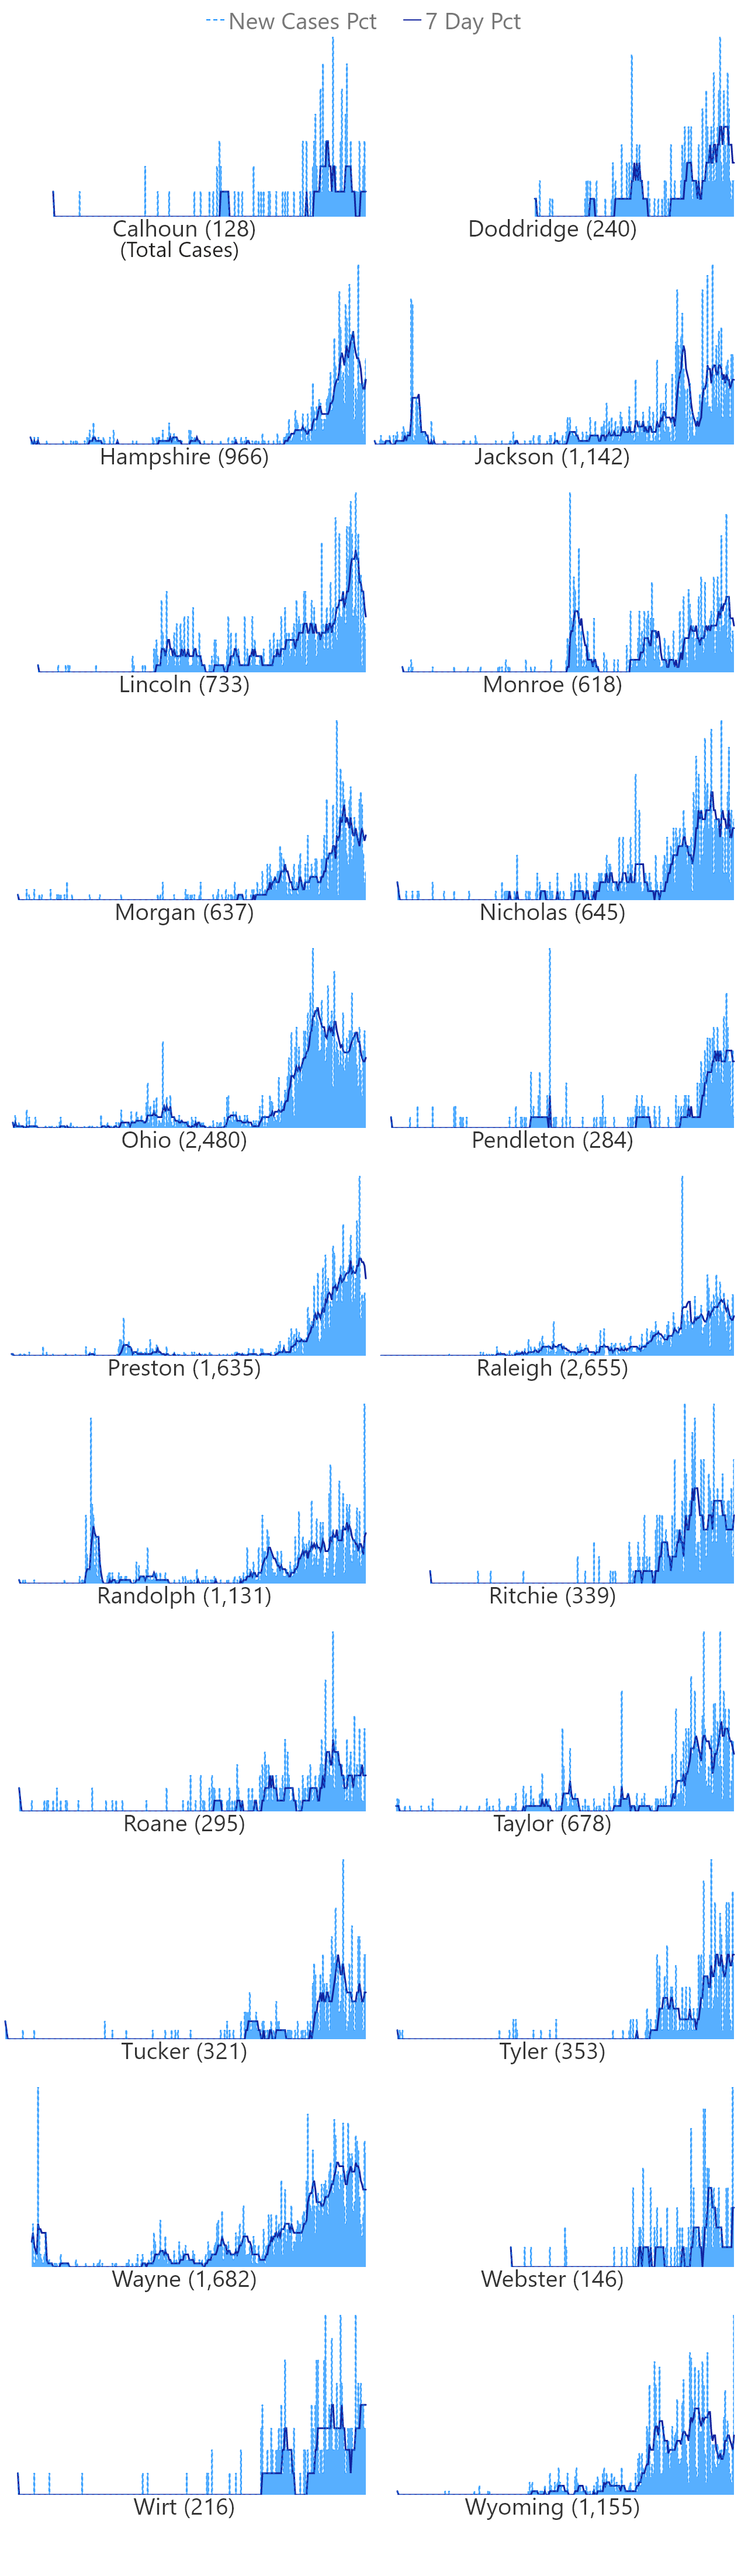 New Cases Pct 7 Day Pct
Calhoun (128) Doddridge (240)
(Total Cases)
Hampshire (966) Jackson (1,142)
Lincoln (733) Monroe (618)
Morgan (637) Nicholas (645)
Ohio (2,480) Pendleton (284)
Preston (1,635) Raleigh (2,655)
Randolph (1,131) Ritchie (339)
Roane (295) Taylor (678)
Tucker (321) Tyler (353)
Wayne (1,682) Webster (146)
Wirt (216) Wyoming (1,155)